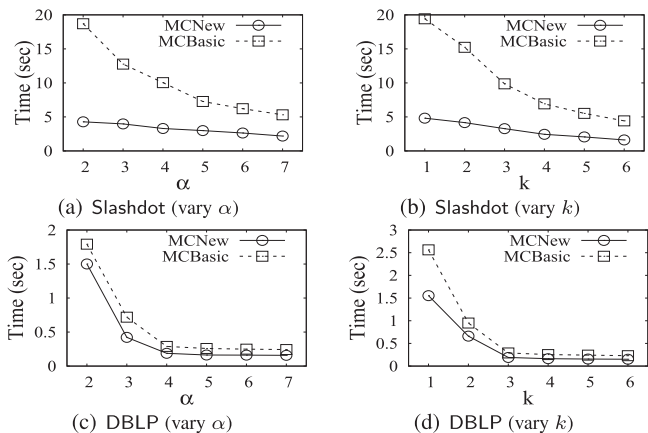 20
15
10
5
0
Time (sec)
MCNew
MCBasic
2 3 4 5 6 7
α
(a) Slashdot (vary α)
20
15
10
5
0
Time (sec)
MCNew
MCBasic
1 2 3 4 5 6
k
(b) Slashdot (vary k)
2
1.5
1
0.5
0
Time (sec)
MCNew
MCBasic
2 3 4 5 6 7
α
(c) DBLP (vary α)
3
2.5
2
1.5
1
0.5
0
Time (sec)
MCNew
MCBasic
1 2 3 4 5 6
k
(d) DBLP (vary k)